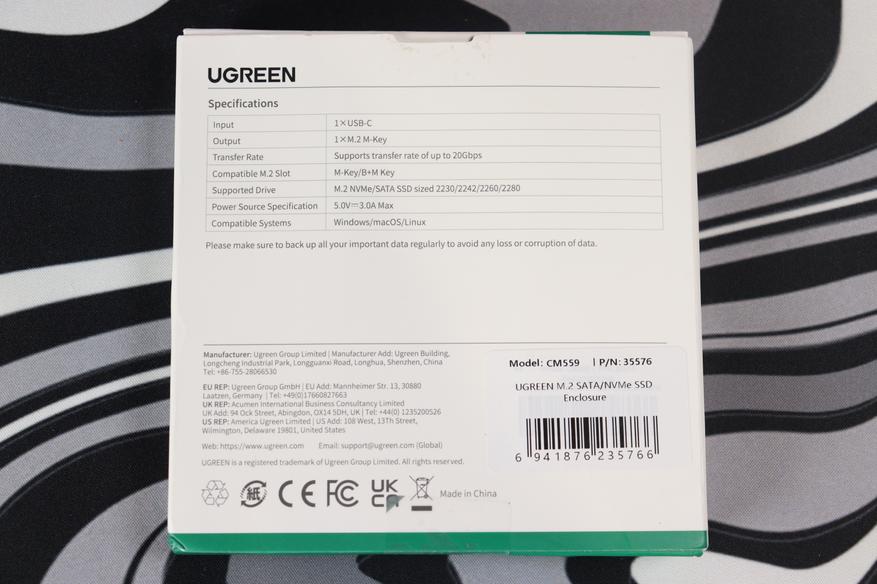 UGREEN
Specifications
Input 1×USB-C
Output 1×M.2 M-Key
Transfer Rate Supports transfer rate of up to 20Gbps
Compatible M.2 Slot M-Key/B+M Key
Supported Drive M.2 NVMe/SATA SSD sized 2230/2242/2260/2280
Power Source Specification 5.0V⎓3.0A Max
Compatible Systems Windows/macOS/Linux
Please make sure to back up all your important data regularly to avoid any loss or corruption of data.
Manufacturer: Ugreen Group Limited | Manufacturer Add: Ugreen Building,
Longcheng Industrial Park, Longguanxi Road, Longhua, Shenzhen, China
Tel: +86-755-28066530
EU REP: Ugreen Group GmbH | EU Add: Mannheimer Str. 13, 30880
Laatzen, Germany | Tel: +49(0)17660827663
UK REP: Acumen International Business Consultancy Limited
UK Add: 94 Ock Street, Abingdon, OX14 5DH, UK | Tel: +44(0) 1235200526
US REP: America Ugreen Limited | US Add: 108 West, 13Th Street,
Wilmington, Delaware 19801, United States
Web: https://www.ugreen.com Email: support@ugreen.com (Global)
UGREEN is a registered trademark of Ugreen Group Limited. All rights reserved.
紙 CE FC UK CA Made in China
Model: CM559 | P/N: 35576
UGREEN M.2 SATA/NVMe SSD
Enclosure
6 941876 235766